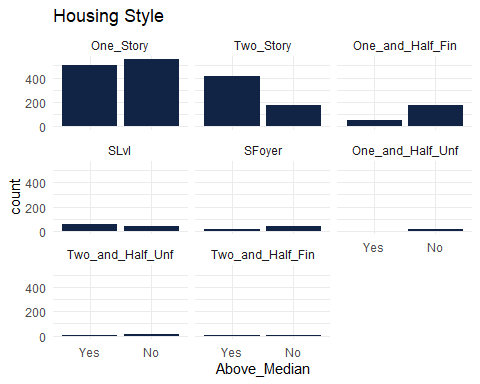 Housing Style
One_Story Two_Story One_and_Half_Fin
400
200
0
SLvl SFoyer One_and_Half_Unf
400
200
0
Yes No
Two_and_Half_Unf Two_and_Half_Fin
400
200
0
Yes No Yes No
Above_Median
count